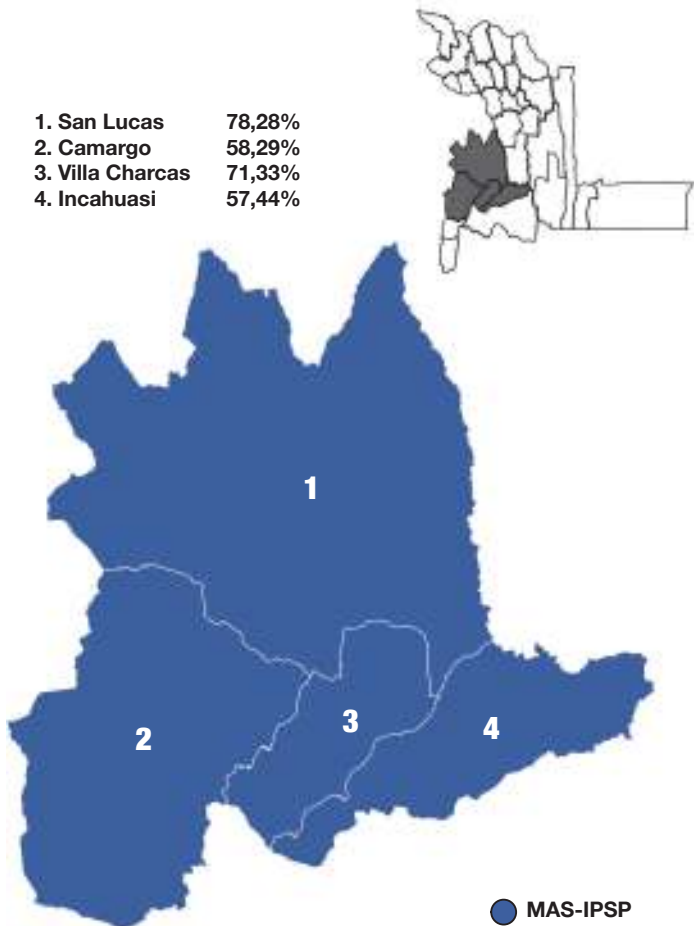 1. San Lucas 78,28%
2. Camargo 58,29%
3. Villa Charcas 71,33%
4. Incahuasi 57,44%
1
2
3
4
MAS-IPSP